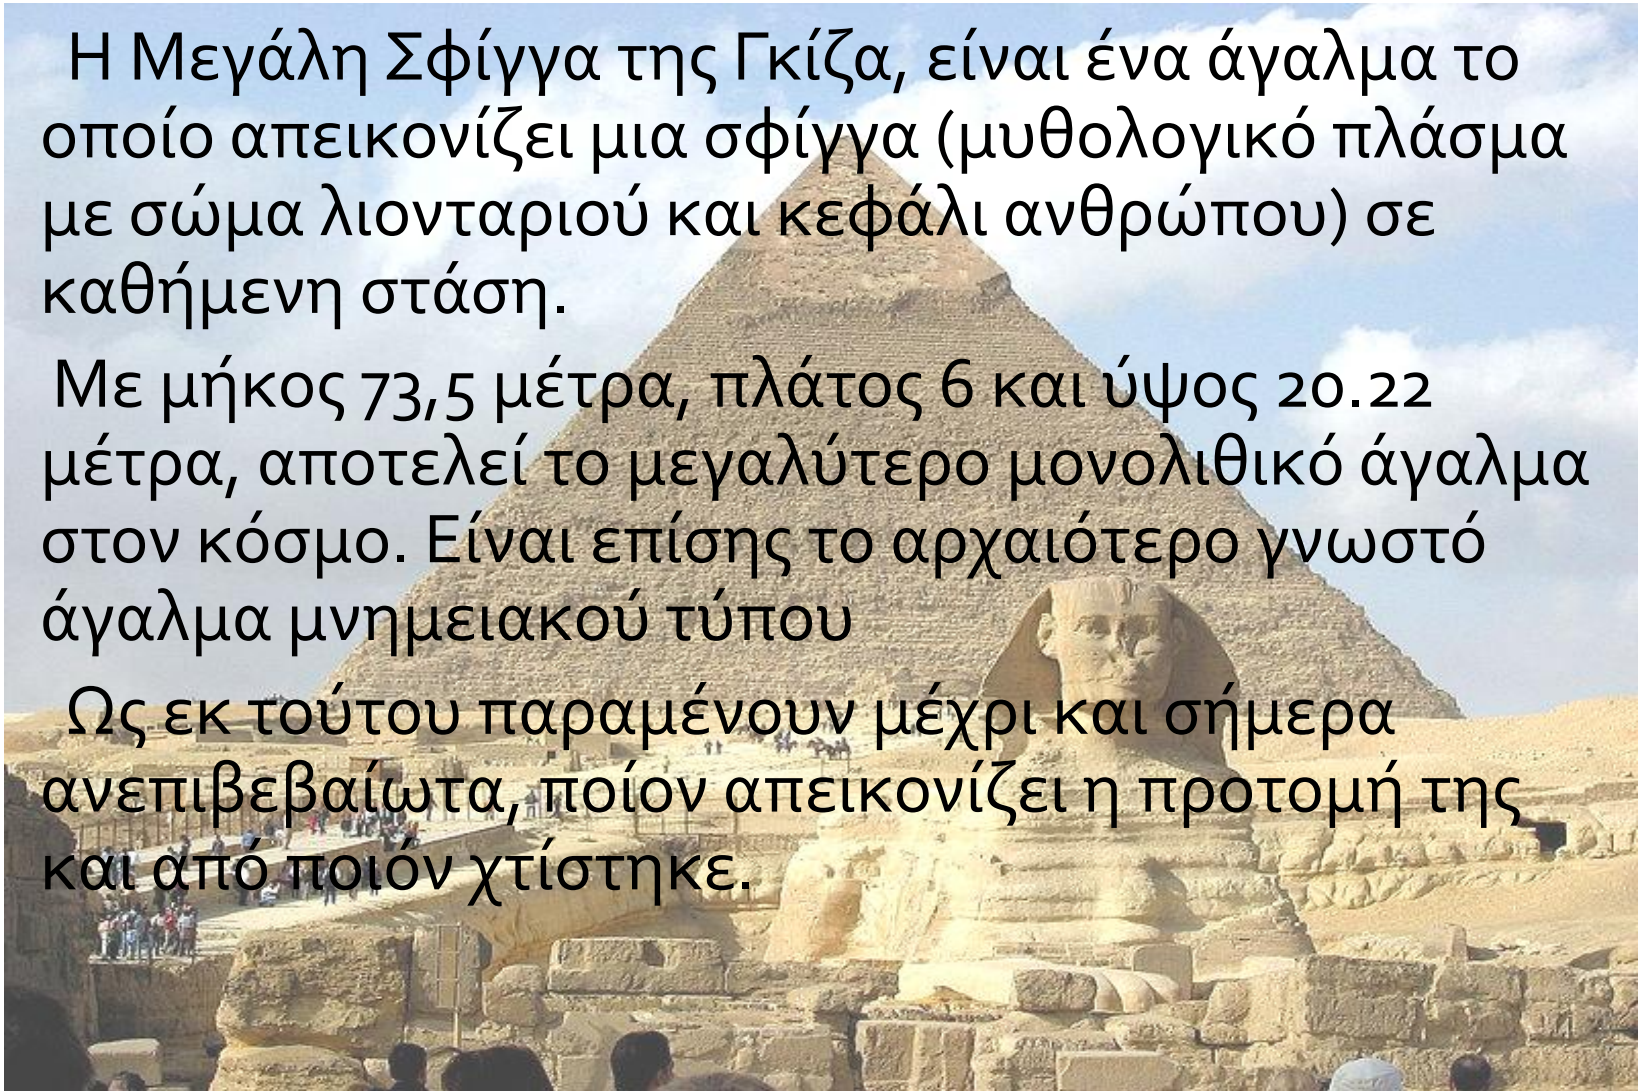 Η Μεγάλη Σφίγγα της Γκίζα, είναι ένα άγαλμα το
οποίο απεικονίζει μια σφίγγα (μυθολογικό πλάσμα
με σώμα λιονταριού και κεφάλι ανθρώπου) σε
καθήμενη στάση.
Με μήκος 73,5 μέτρα, πλάτος 6 και ύψος 20.22
μέτρα, αποτελεί το μεγαλύτερο μονολιθικό άγαλμα
στον κόσμο. Είναι επίσης το αρχαιότερο γνωστό
άγαλμα μνημειακού τύπου
Ως εκ τούτου παραμένουν μέχρι και σήμερα
ανεπιβεβαίωτα, ποίον απεικονίζει η προτομή της
και από ποιόν χτίστηκε.